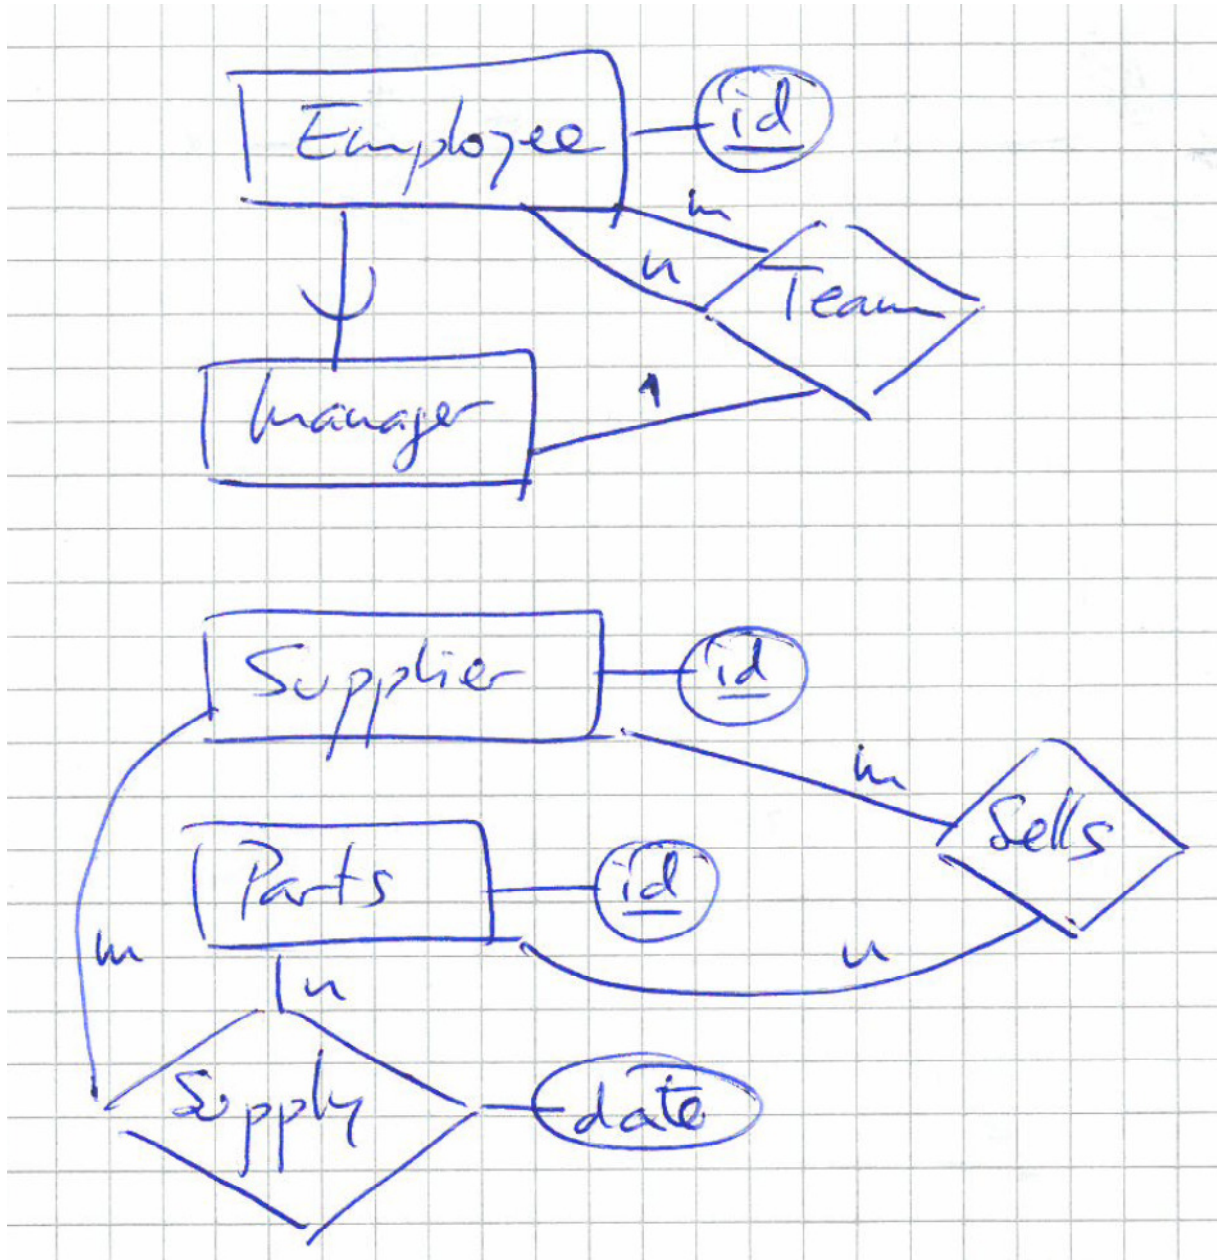 Employee
id
m
n
Team
Manager
1
Supplier
id
m
Sells
Parts
id
m
n
n
Supply
date